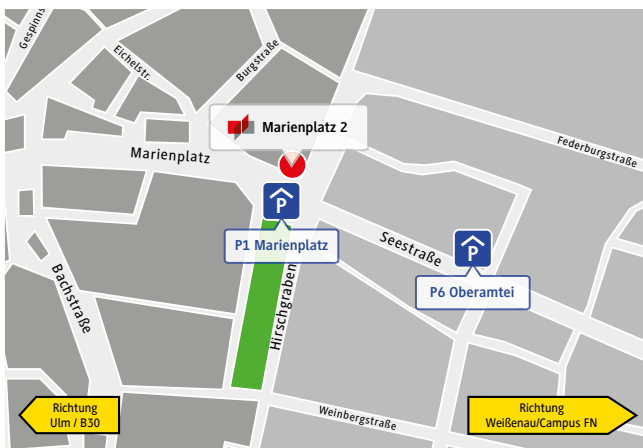 Gespinns
Eichelstr.
Burgstraße
Marienplatz 2
Marienplatz
Federburgstraße
P
P1 Marienplatz
Seestraße
P
P6 Oberamtei
Bachstraße
Hirschgraben
Richtung
Ulm / B30
Weinbergstraße
Richtung
Weißenau/Campus FN